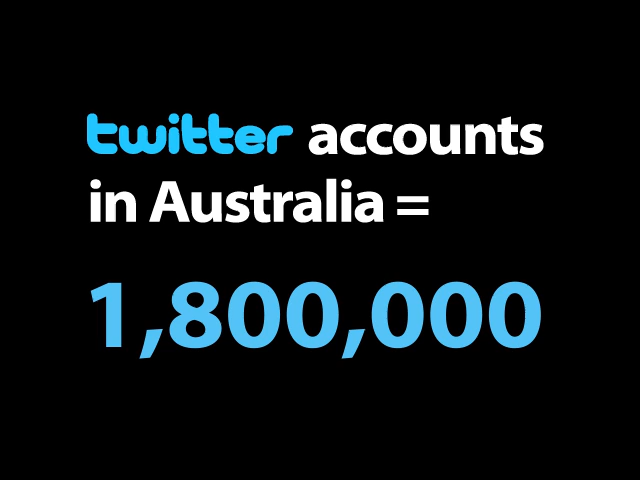 twitter accounts
in Australia =
1,800,000